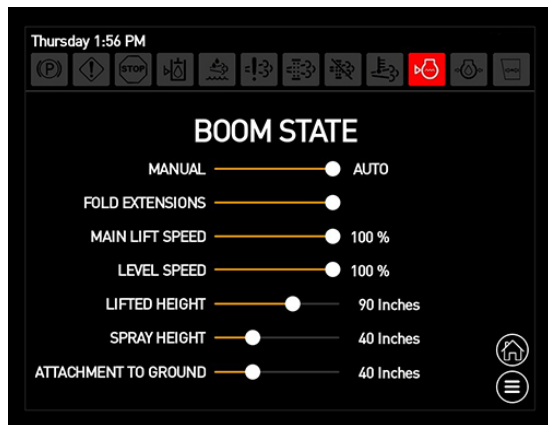 Thursday 1:56 PM
STOP
BOOM STATE
MANUAL AUTO
FOLD EXTENSIONS
MAIN LIFT SPEED 100 %
LEVEL SPEED 100 %
LIFTED HEIGHT 90 Inches
SPRAY HEIGHT 40 Inches
ATTACHMENT TO GROUND 40 Inches